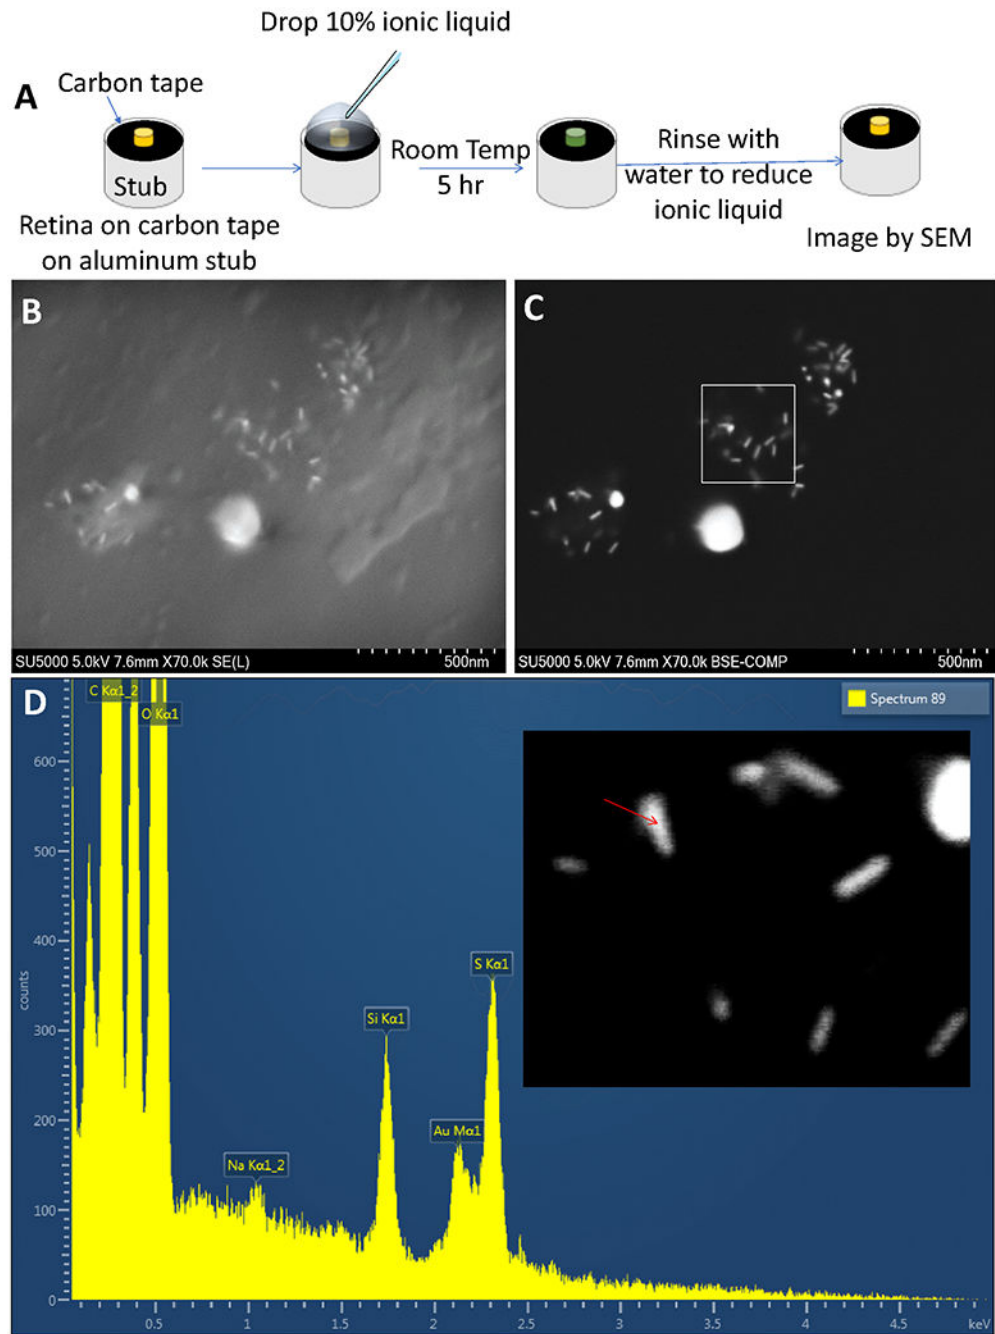 Drop 10% ionic liquid
A
Carbon tape
Stub
Retina on carbon tape
on aluminum stub
Room Temp
5 hr
Rinse with
water to reduce
ionic liquid
Image by SEM
B
SU5000 5.0kV 7.6mm X70.0k SE(L)
500nm
C
SU5000 5.0kV 7.6mm X70.0k BSE-COMP
500nm
D
C Kα1_2
O Kα1
Spectrum 89
600
500
400
300
200
100
0
counts
Na Kα1_2
Si Kα1
Au Mα1
S Kα1
0.5
1
1.5
2
2.5
3
3.5
4
4.5
keV